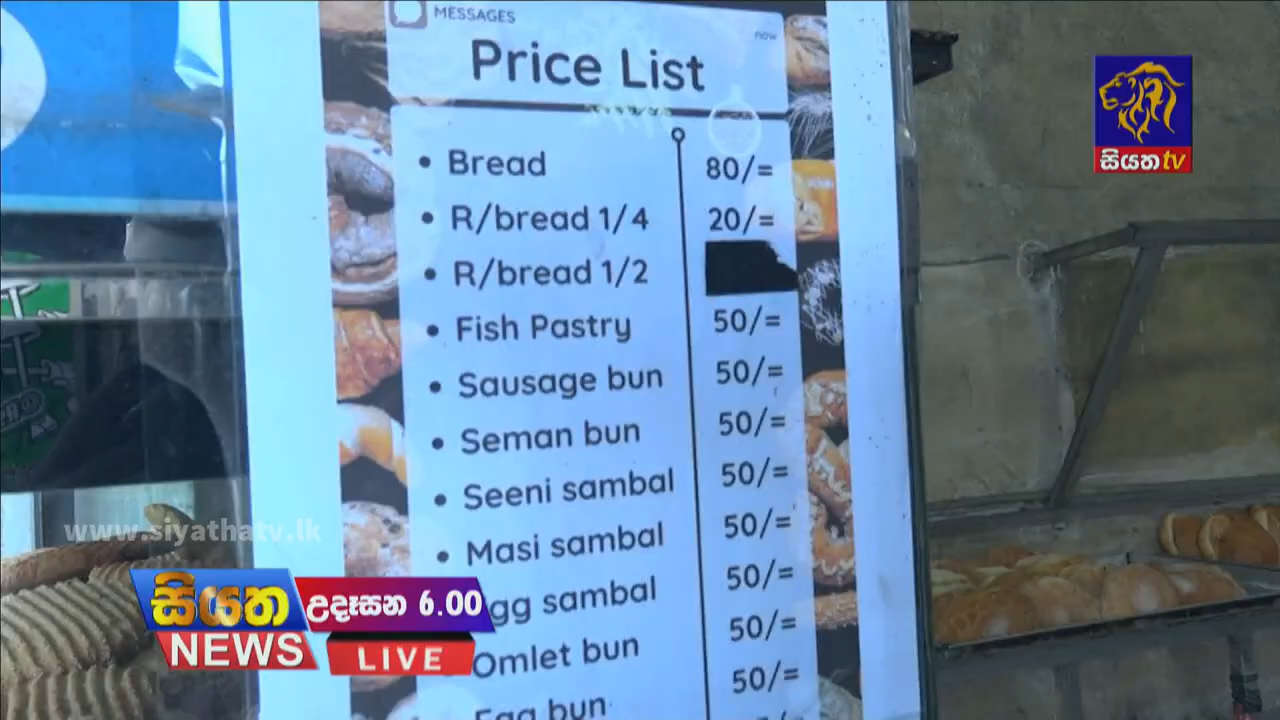 MESSAGES
now
Price List
• Bread 80/=
• R/bread 1/4 20/=
• R/bread 1/2
• Fish Pastry 50/=
• Sausage bun 50/=
• Seman bun 50/=
• Seeni sambal 50/=
• Masi sambal 50/=
gg sambal 50/=
Omlet bun 50/=
Egg bun 50/=
සියත tv
www.siyathatv.lk
සියත උදෑසන 6.00
NEWS LIVE